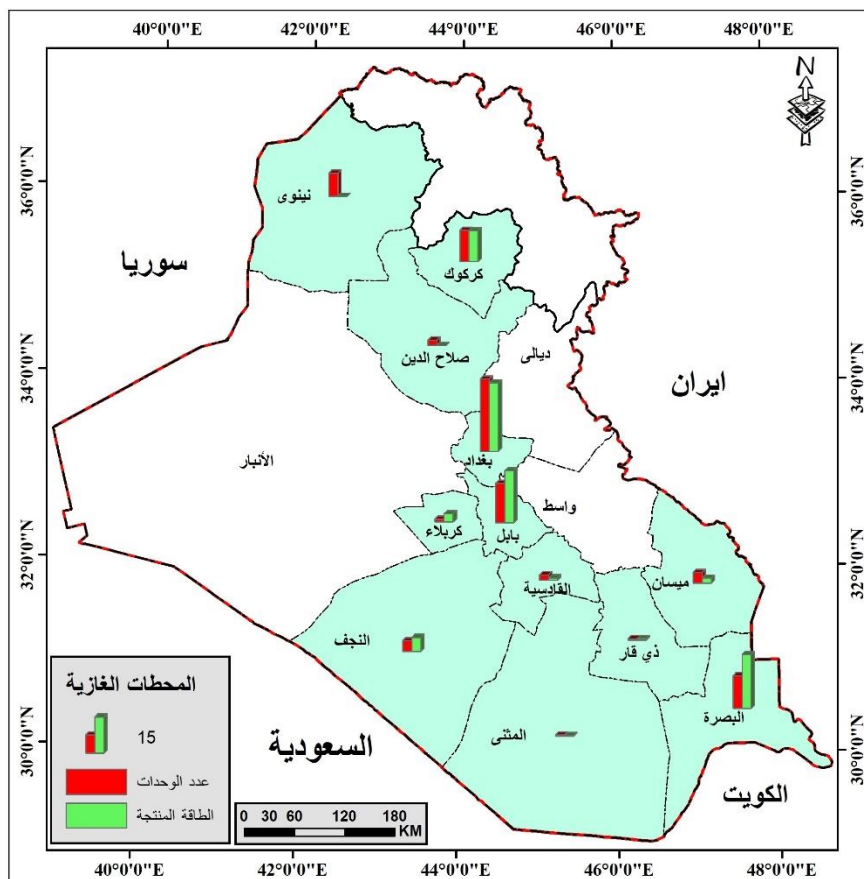 40°0'0"E 42°0'0"E 44°0'0"E 46°0'0"E 48°0'0"E
N
36°0'0"N 36°0'0"N
نينوى
كركوك
سوريا
صلاح الدين
ديالى
34°0'0"N 34°0'0"N
ايران
الأنبار
بغداد
واسط
كربلاء
بابل
32°0'0"N 32°0'0"N
ميسان
القادسية
النجف
ذي قار
البصرة
المثنى
المحطات الغازية
15
عدد الوحدات
الطاقة المنتجة
السعودية
30°0'0"N 30°0'0"N
الكويت
0 30 60 120 180
KM
40°0'0"E 42°0'0"E 44°0'0"E 46°0'0"E 48°0'0"E